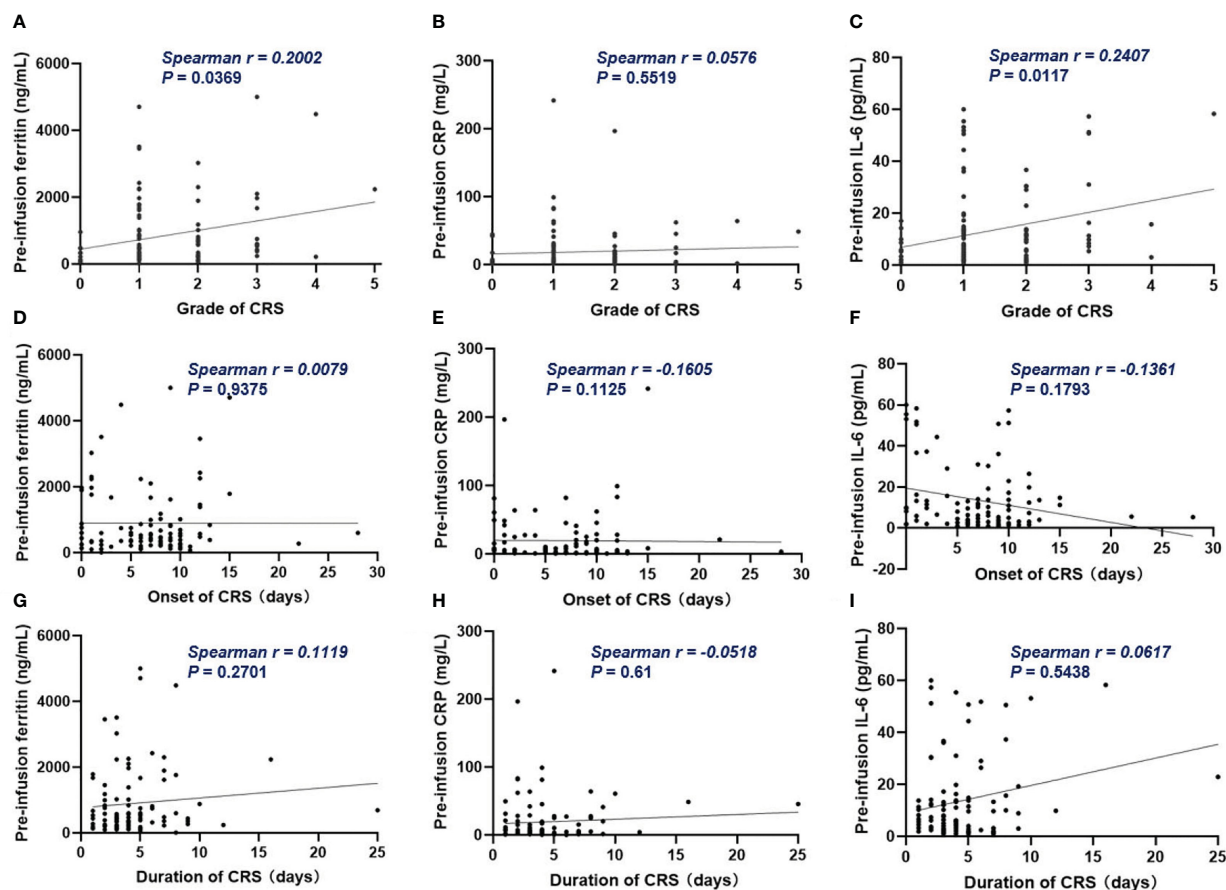 A
Spearman r = 0.2002
P = 0.0369
Pre-infusion ferritin (ng/mL)
6000
4000
2000
0
0 1 2 3 4 5
Grade of CRS
B
Spearman r = 0.0576
P = 0.5519
Pre-infusion CRP (mg/L)
300
200
100
0
0 1 2 3 4 5
Grade of CRS
C
Spearman r = 0.2407
P = 0.0117
Pre-infusion IL-6 (pg/mL)
80
60
40
20
0
0 1 2 3 4 5
Grade of CRS
D
Spearman r = 0.0079
P = 0.9375
Pre-infusion ferritin (ng/mL)
6000
4000
2000
0
0 5 10 15 20 25 30
Onset of CRS（days）
E
Spearman r = -0.1605
P = 0.1125
Pre-infusion CRP (mg/L)
300
200
100
0
0 5 10 15 20 25 30
Onset of CRS（days）
F
Spearman r = -0.1361
P = 0.1793
Pre-infusion IL-6 (pg/mL)
80
60
40
20
0
-20
5 10 15 20 25 30
Onset of CRS（days）
G
Spearman r = 0.1119
P = 0.2701
Pre-infusion ferritin (ng/mL)
6000
4000
2000
0
0 5 10 15 20 25
Duration of CRS (days)
H
Spearman r = -0.0518
P = 0.61
Pre-infusion CRP (mg/L)
300
200
100
0
0 5 10 15 20 25
Duration of CRS (days)
I
Spearman r = 0.0617
P = 0.5438
Pre-infusion IL-6 (pg/mL)
80
60
40
20
0
0 5 10 15 20 25
Duration of CRS (days)